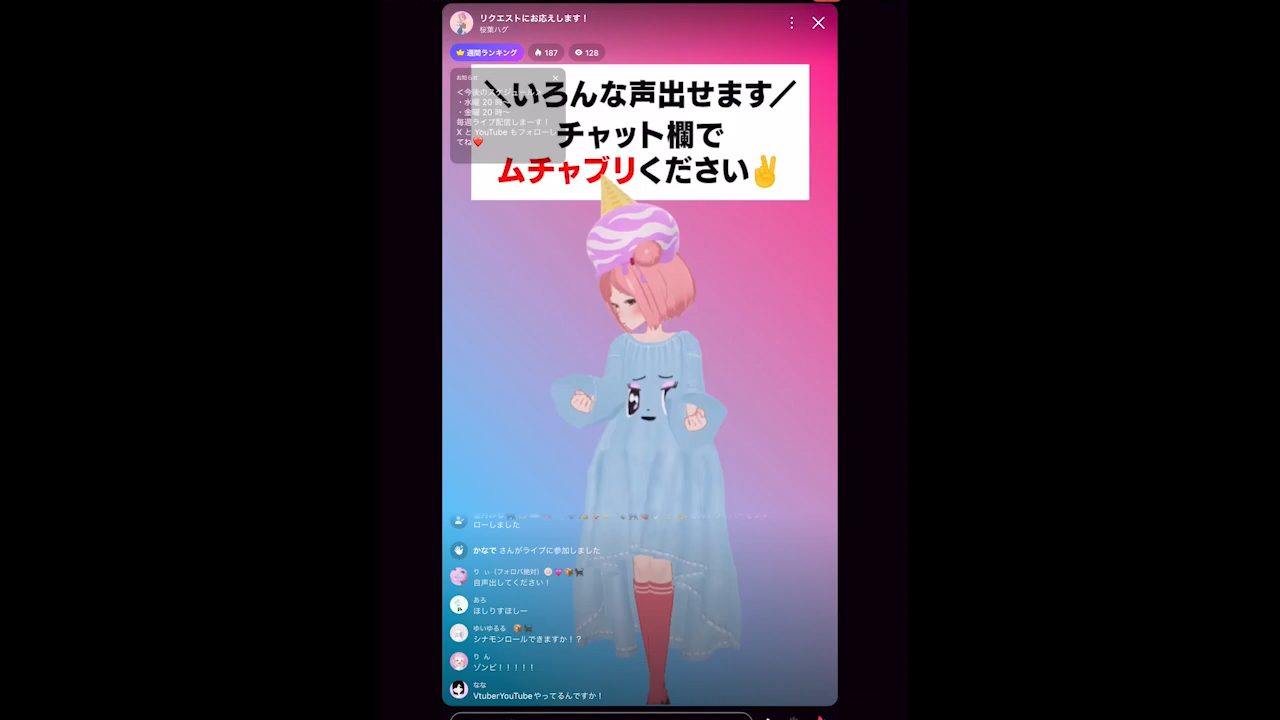 リクエストにお応えします！
桜葉ハグ
週間ランキング 187 128
お知らせ
＜今後のスケジュール＞
・水曜 20 時〜
・金曜 20 時〜
毎週ライブ配信しまーす！
X と YouTube もフォローし
てね❤️
＼いろんな声出せます／
チャット欄で
ムチャブリください✌️
ローしました
かなで さんがライブに参加しました
り ぃ（フォロバ絶対）
自声出してください！
あろ
ほしりすほしー
ゆいゆるる
シナモンロールできますか！？
り ん
ゾンビ！！！！！
なな
VtuberYouTubeやってるんですか！